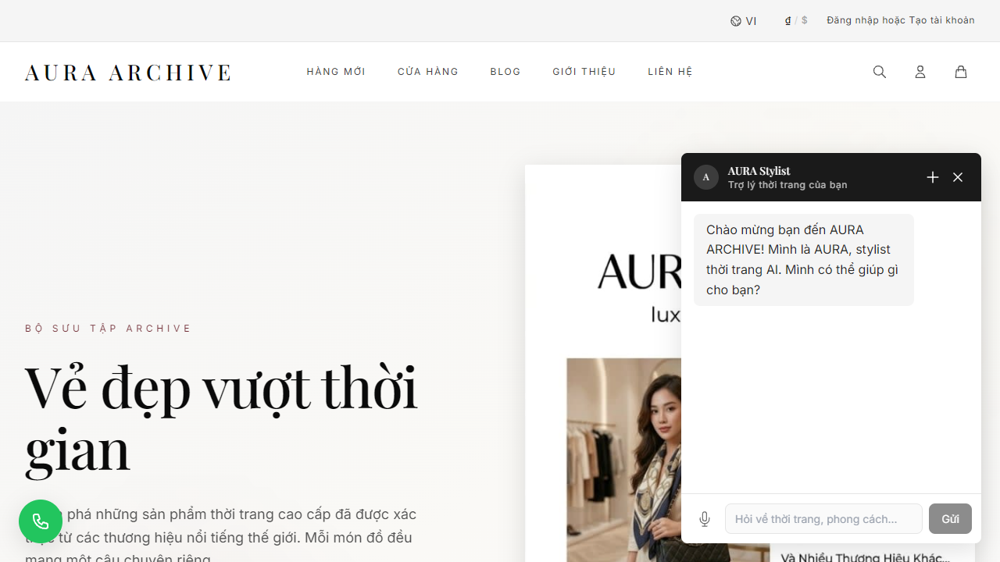 VI
₫ / $
Đăng nhập hoặc Tạo tài khoản
AURA ARCHIVE
HÀNG MỚI
CỬA HÀNG
BLOG
GIỚI THIỆU
LIÊN HỆ
BỘ SƯU TẬP ARCHIVE
Vẻ đẹp vượt thời
gian
phá những sản phẩm thời trang cao cấp đã được xác
từ các thương hiệu nổi tiếng thế giới. Mỗi món đồ đều
mang một câu chuyện riêng.
AUR
lux
Và Nhiều Thương Hiệu Khác...
A
AURA Stylist
Trợ lý thời trang của bạn
Chào mừng bạn đến AURA
ARCHIVE! Mình là AURA, stylist
thời trang AI. Mình có thể giúp gì
cho bạn?
Hỏi về thời trang, phong cách...
Gửi